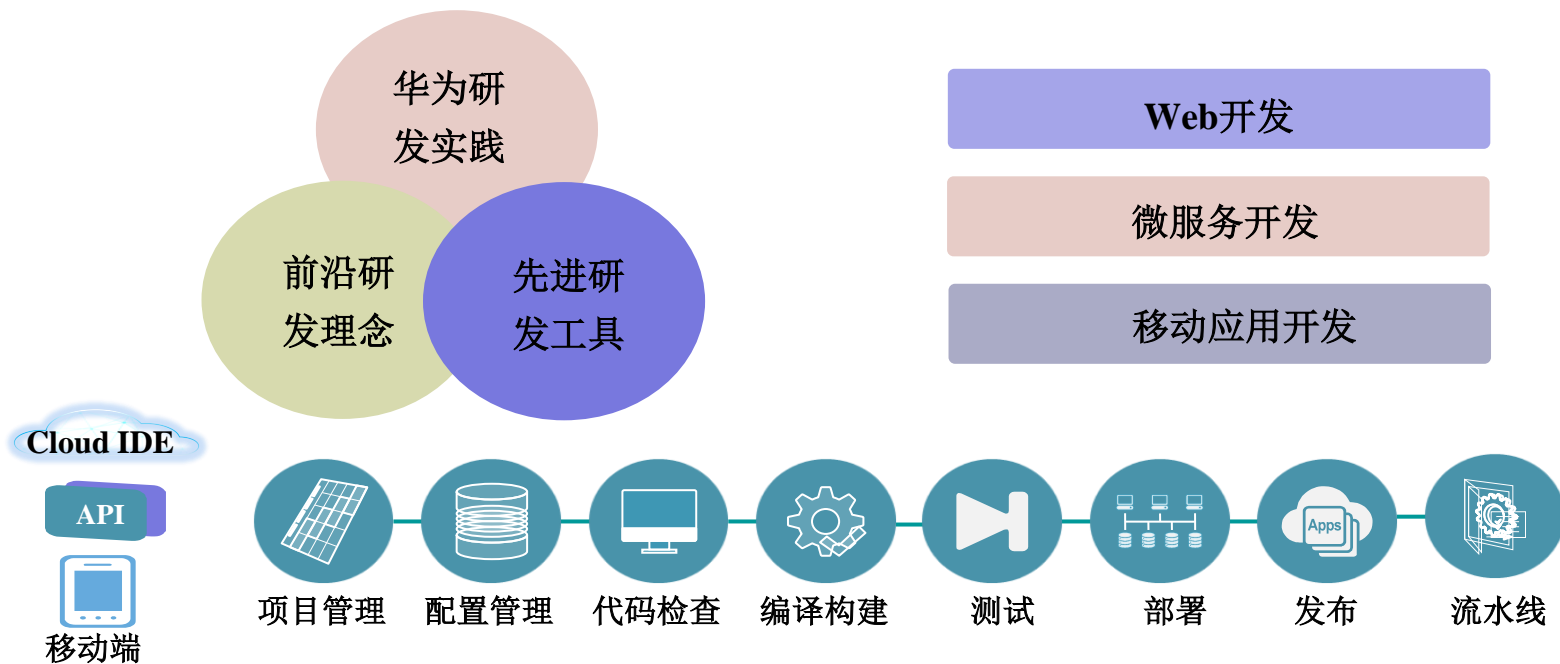 华为研
发实践
前沿研
发理念
先进研
发工具
Web开发
微服务开发
移动应用开发
Cloud IDE
API
移动端
Apps
项目管理
配置管理
代码检查
编译构建
测试
部署
发布
流水线